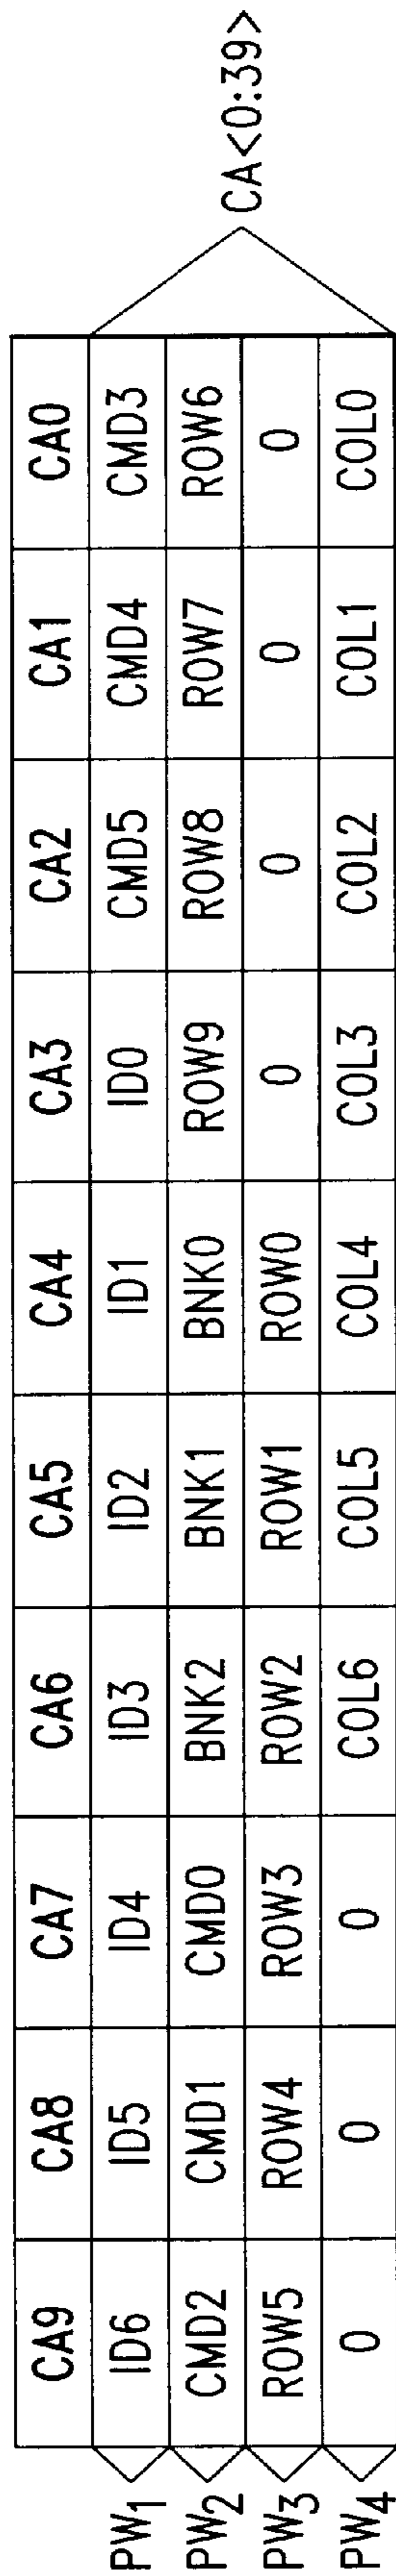 CA9 CA8 CA7 CA6 CA5 CA4 CA3 CA2 CA1 CA0
PW1 ID6 ID5 ID4 ID3 ID2 ID1 ID0 CMD5 CMD4 CMD3
PW2 CMD2 CMD1 CMD0 BNK2 BNK1 BNK0 ROW9 ROW8 ROW7 ROW6
PW3 ROW5 ROW4 ROW3 ROW2 ROW1 ROW0 0 0 0 0
PW4 0 0 0 COL6 COL5 COL4 COL3 COL2 COL1 COL0
CA<0:39>